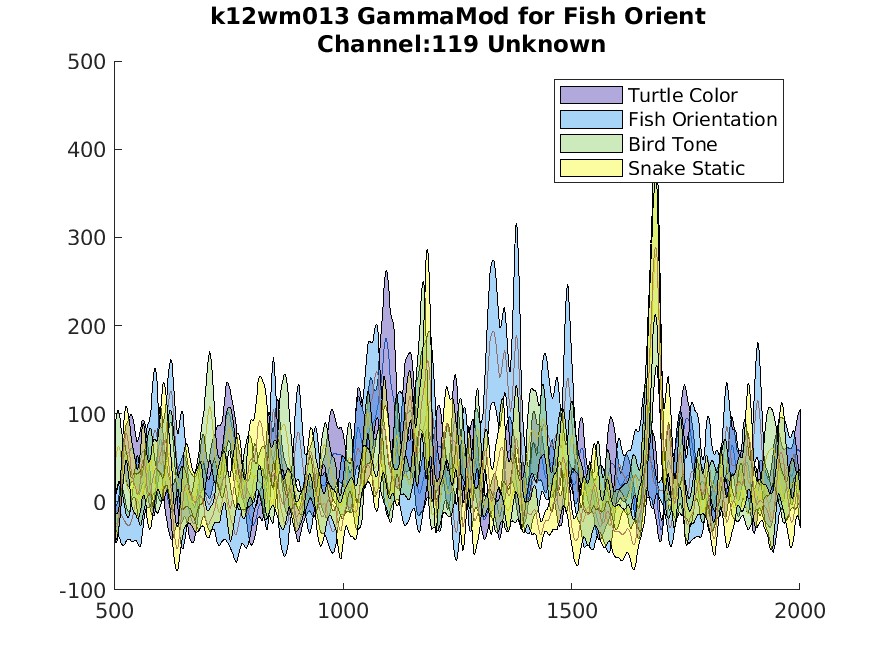 k12wm013 GammaMod for Fish Orient
Channel:119 Unknown
500
400
300
200
100
0
-100
500
1000
1500
2000
Turtle Color
Fish Orientation
Bird Tone
Snake Static